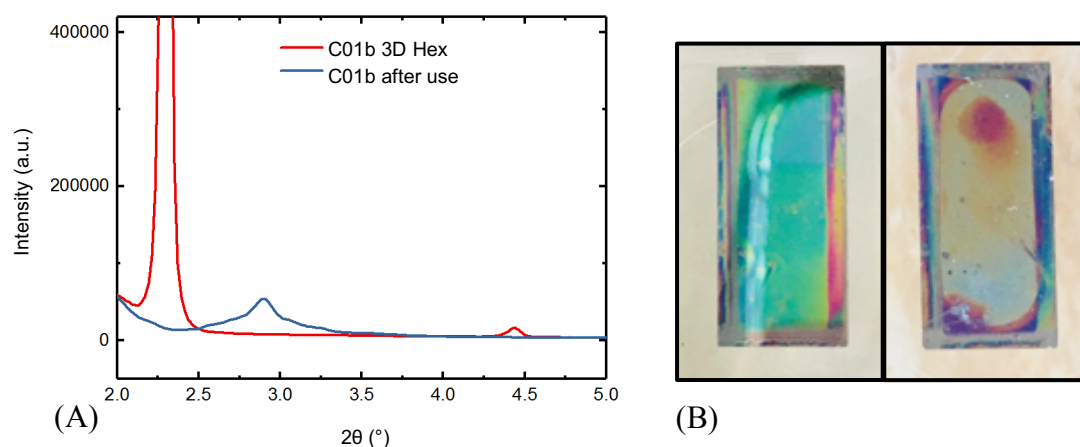 400000
200000
0
Intensity (a.u.)
C01b 3D Hex
C01b after use
2.0 2.5 3.0 3.5 4.0 4.5 5.0
2θ (°)
(A)
(B)